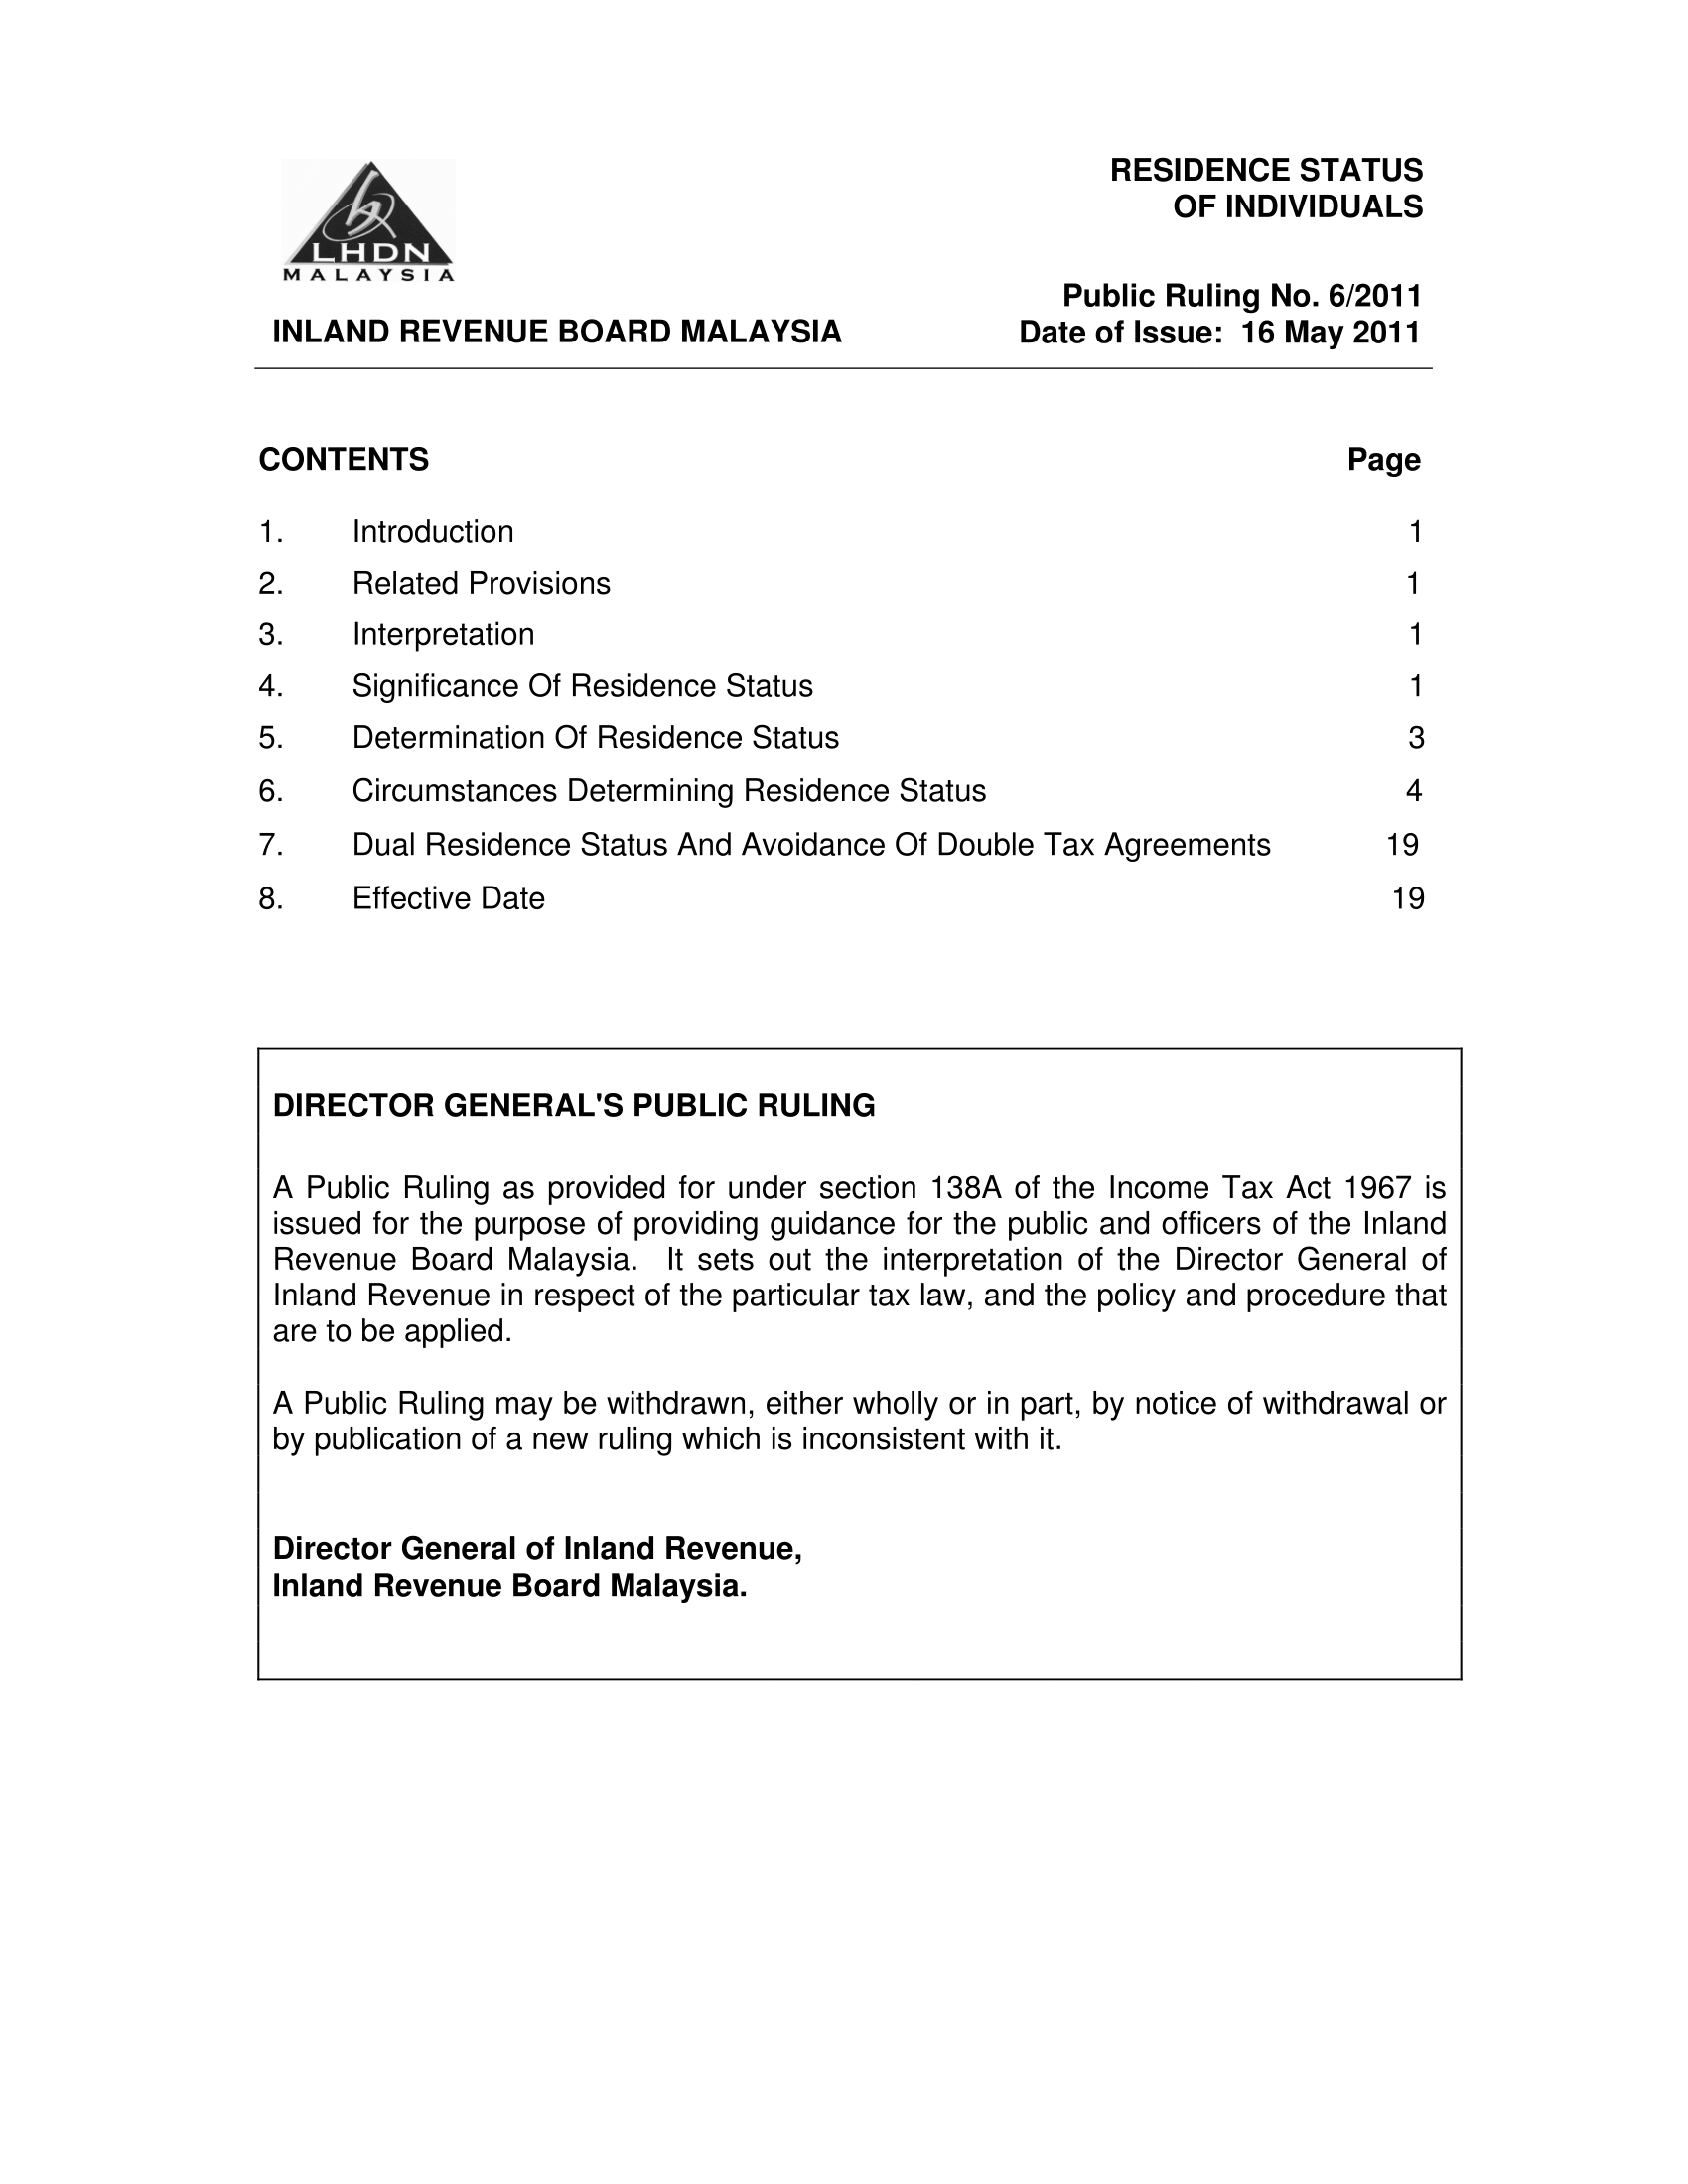 RESIDENCE STATUS
OF INDIVIDUALS
LHDN
MALAYSIA
Public Ruling No. 6/2011
INLAND REVENUE BOARD MALAYSIA Date of Issue: 16 May 2011
CONTENTS Page
1. Introduction 1
2. Related Provisions 1
3. Interpretation 1
4. Significance Of Residence Status 1
5. Determination Of Residence Status 3
6. Circumstances Determining Residence Status 4
7. Dual Residence Status And Avoidance Of Double Tax Agreements 19
8. Effective Date 19
DIRECTOR GENERAL'S PUBLIC RULING
A Public Ruling as provided for under section 138A of the Income Tax Act 1967 is
issued for the purpose of providing guidance for the public and officers of the Inland
Revenue Board Malaysia. It sets out the interpretation of the Director General of
Inland Revenue in respect of the particular tax law, and the policy and procedure that
are to be applied.
A Public Ruling may be withdrawn, either wholly or in part, by notice of withdrawal or
by publication of a new ruling which is inconsistent with it.
Director General of Inland Revenue,
Inland Revenue Board Malaysia.